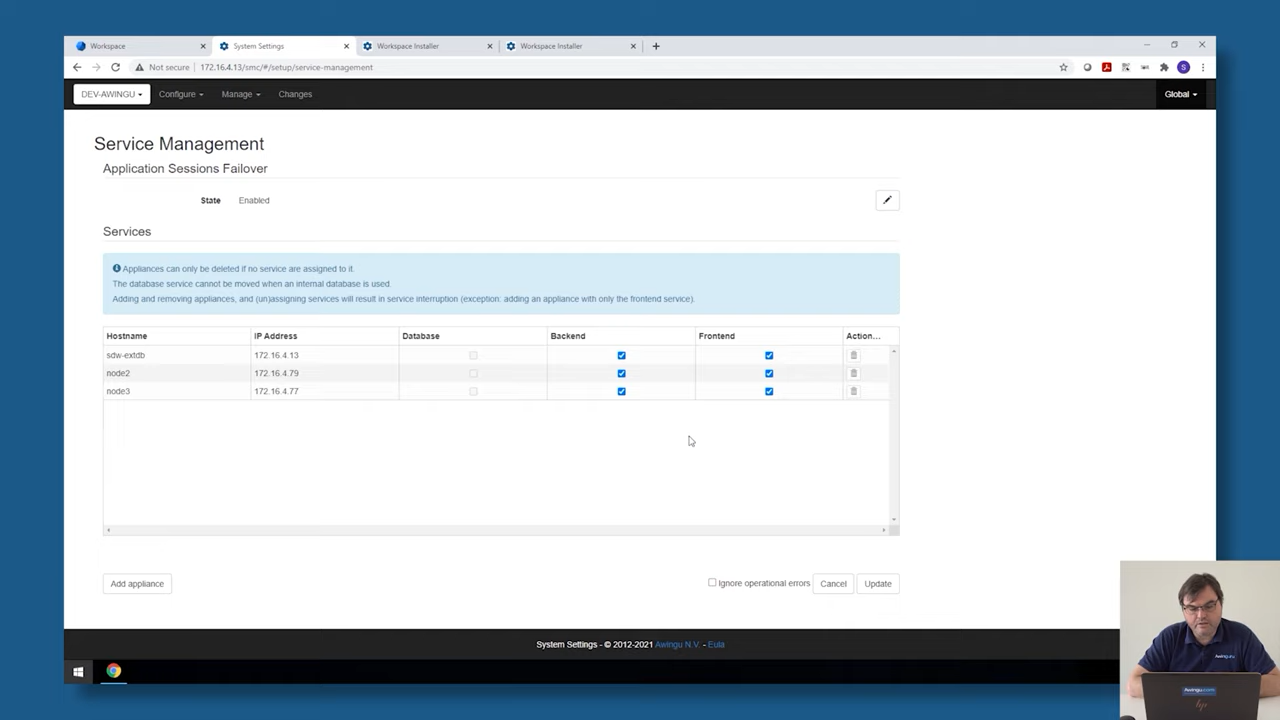 Workspace
System Settings
Workspace Installer
Workspace Installer
Not secure
172.16.4.13/smc/#/setup/service-management
S
DEV-AWINGU
Configure
Manage
Changes
Global
Service Management
Application Sessions Failover
State Enabled
Services
Appliances can only be deleted if no service are assigned to it.
The database service cannot be moved when an internal database is used.
Adding and removing appliances, and (un)assigning services will result in service interruption (exception: adding an appliance with only the frontend service).
Hostname IP Address Database Backend Frontend Action...
sdw-extdb 172.16.4.13
node2 172.16.4.79
node3 172.16.4.77
Add appliance
Ignore operational errors
Cancel
Update
System Settings - © 2012-2021 Awingu N.V. - Eula
Awingu.com
hp